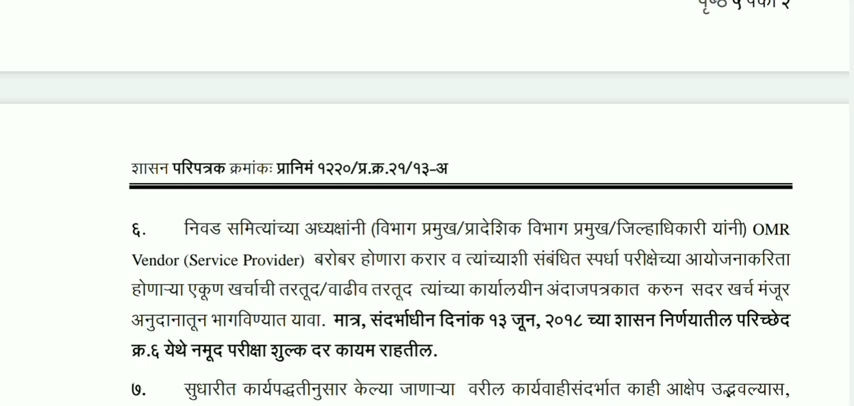 पृष्ठ ५ पैकी २
शासन परिपत्रक क्रमांकः प्रानिमं १२२०/प्र.क्र.२१/१३-अ
६. निवड समित्यांच्या अध्यक्षांनी (विभाग प्रमुख/प्रादेशिक विभाग प्रमुख/जिल्हाधिकारी यांनी) OMR
Vendor (Service Provider) बरोबर होणारा करार व त्यांच्याशी संबंधित स्पर्धा परीक्षेच्या आयोजनाकरिता
होणाऱ्या एकूण खर्चाची तरतूद/वाढीव तरतूद त्यांच्या कार्यालयीन अंदाजपत्रकात करुन सदर खर्च मंजूर
अनुदानातून भागविण्यात यावा. मात्र, संदर्भाधीन दिनांक १३ जून, २०१८ च्या शासन निर्णयातील परिच्छेद
क्र.६ येथे नमूद परीक्षा शुल्क दर कायम राहतील.
७. सुधारीत कार्यपद्धतीनुसार केल्या जाणाऱ्या वरील कार्यवाहीसंदर्भात काही आक्षेप उद्भवल्यास,